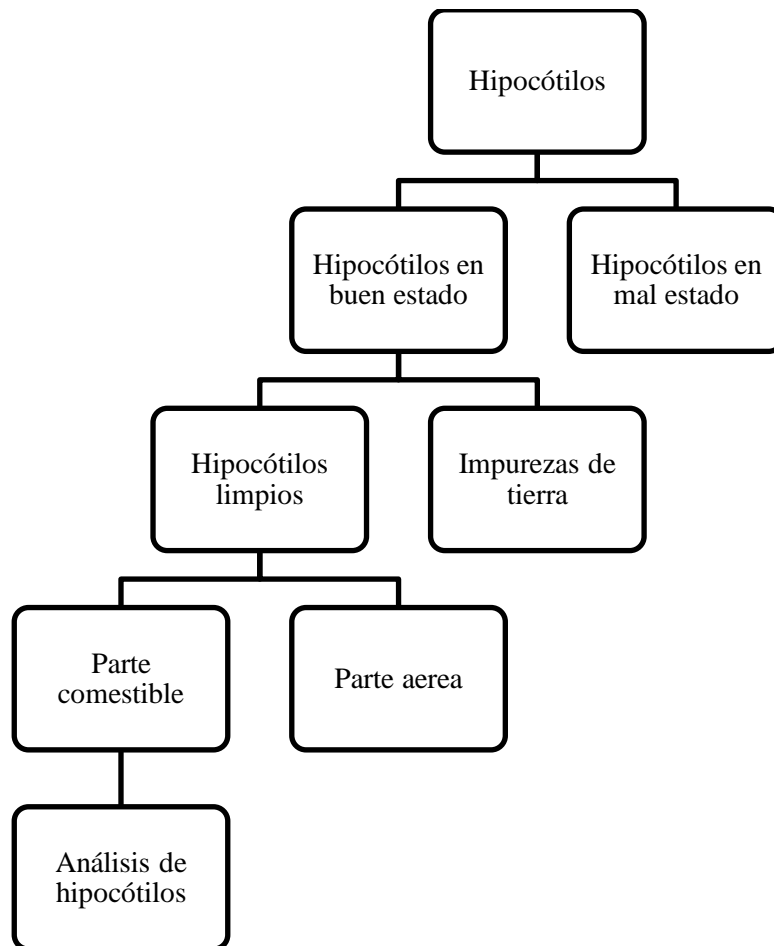 Hipocótilos
Hipocótilos en
buen estado
Hipocótilos en
mal estado
Hipocótilos
limpios
Impurezas de
tierra
Parte
comestible
Parte aerea
Análisis de
hipocótilos